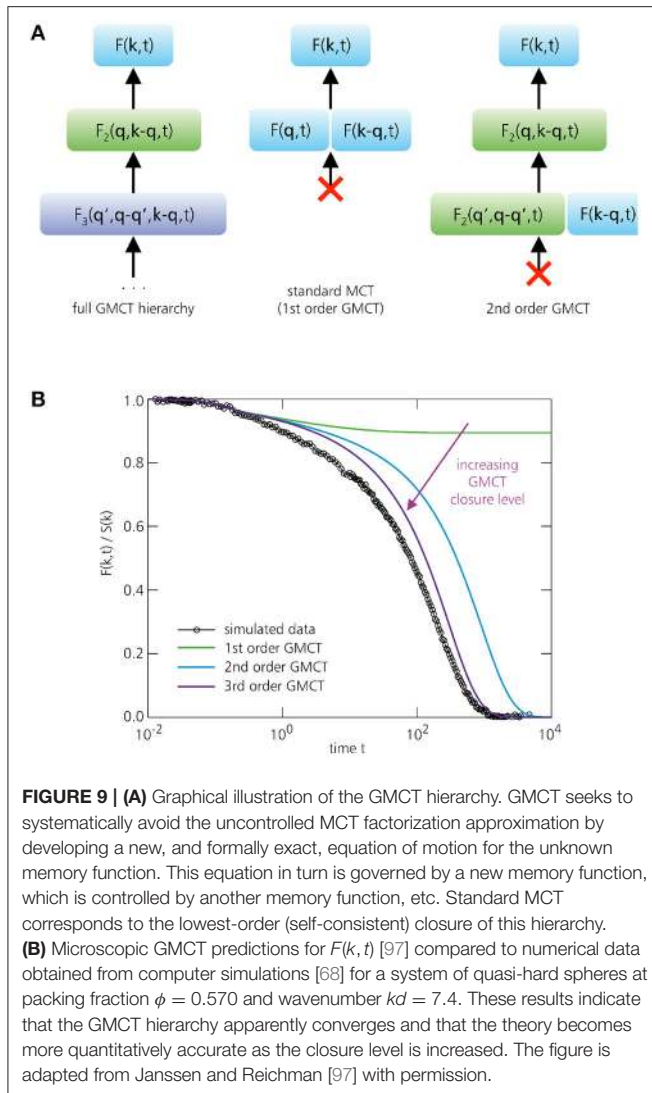 A
F(k,t) F(k,t) F(k,t)
F₂(q,k-q,t) F(q,t) F(k-q,t) F₂(q,k-q,t)
F₃(q',q-q',k-q,t) F₂(q',q-q',t) F(k-q,t)
. . .
full GMCT hierarchy
standard MCT
(1st order GMCT)
2nd order GMCT
B
F(k,t) / S(k)
1.0
0.8
0.6
0.4
0.2
0.0
increasing
GMCT
closure level
simulated data
1st order GMCT
2nd order GMCT
3rd order GMCT
10⁻² 10⁰ 10² 10⁴
time t
FIGURE 9 | (A) Graphical illustration of the GMCT hierarchy. GMCT seeks to
systematically avoid the uncontrolled MCT factorization approximation by
developing a new, and formally exact, equation of motion for the unknown
memory function. This equation in turn is governed by a new memory function,
which is controlled by another memory function, etc. Standard MCT
corresponds to the lowest-order (self-consistent) closure of this hierarchy.
(B) Microscopic GMCT predictions for F(k, t) [97] compared to numerical data
obtained from computer simulations [68] for a system of quasi-hard spheres at
packing fraction ϕ = 0.570 and wavenumber kd = 7.4. These results indicate
that the GMCT hierarchy apparently converges and that the theory becomes
more quantitatively accurate as the closure level is increased. The figure is
adapted from Janssen and Reichman [97] with permission.